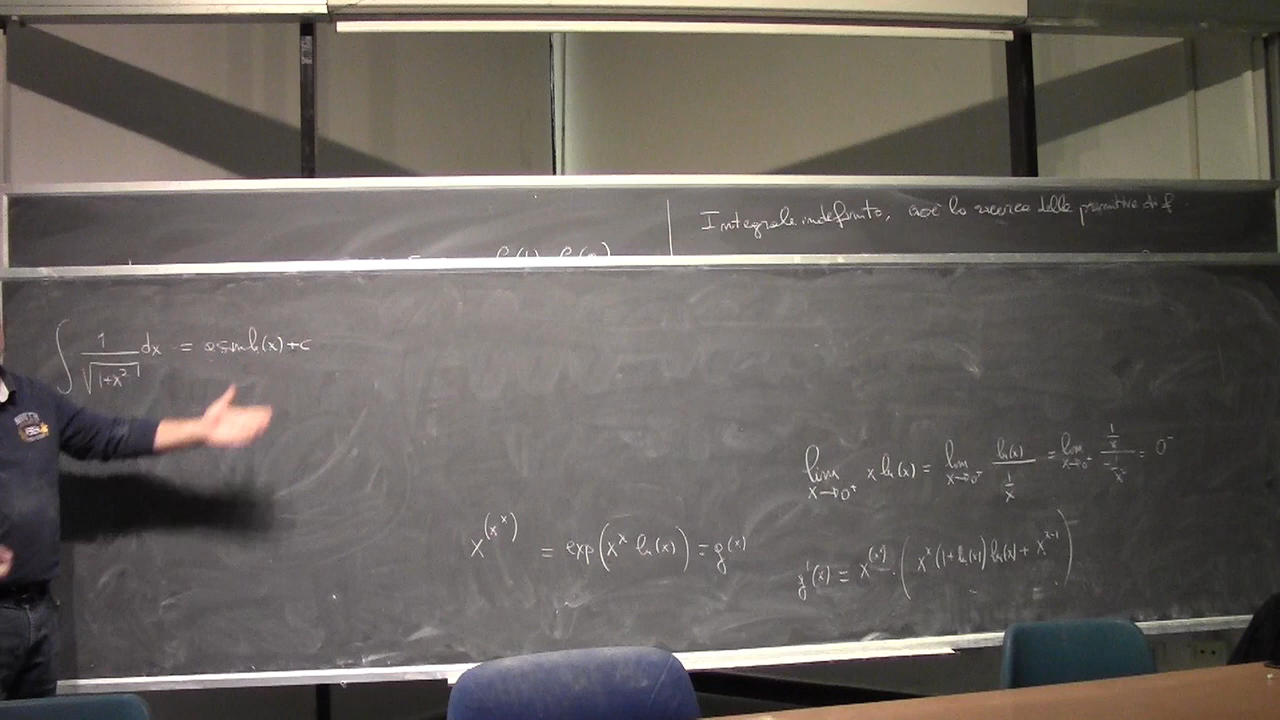 Integrale indefinito, cioè la ricerca delle primitive di f
∫ 1/√(1+x²) dx = asinh(x)+c
lim x→0⁺ x ln(x) = lim x→0⁺ ln(x)/(1/x) = lim x→0⁺ (1/x)/(-1/x²) = 0⁻
x^(x^x) = exp(x^x ln(x)) = g(x)
g'(x) = x^(x^x) · (x^x (1+ln(x)) ln(x) + x^(x-1))